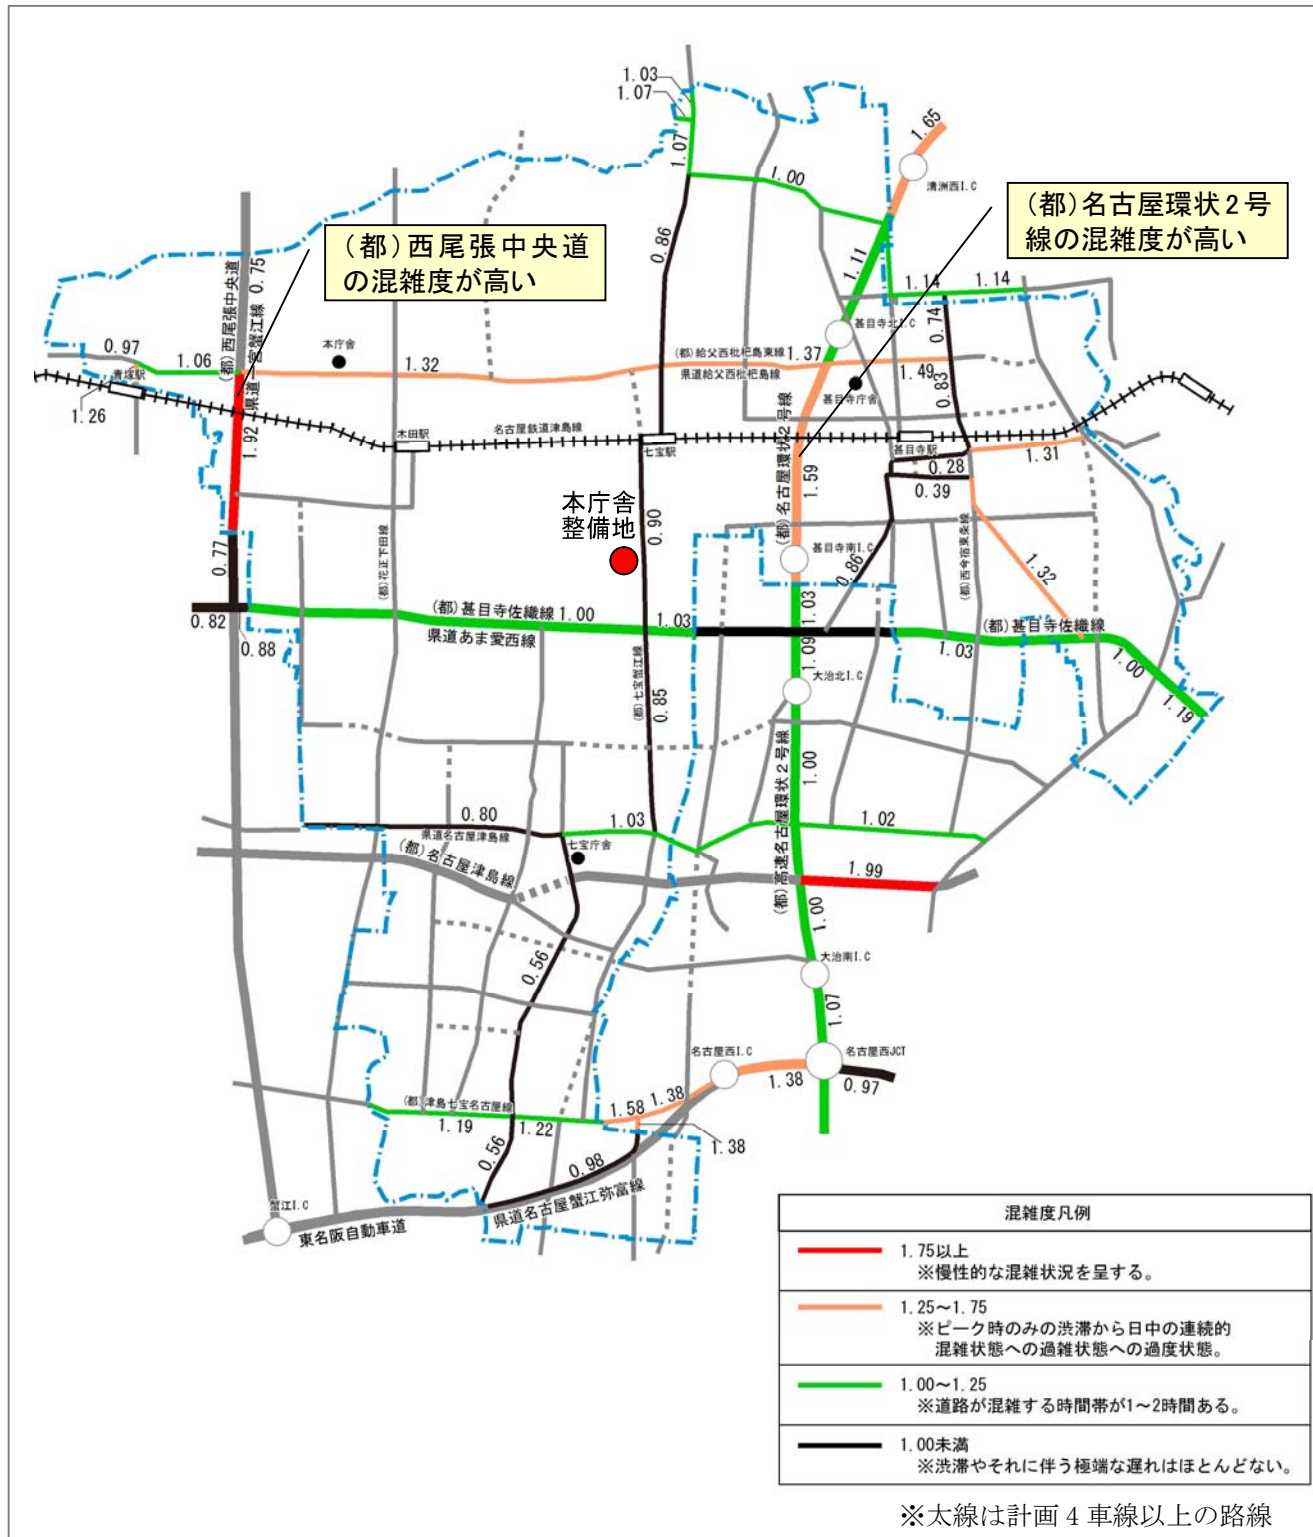 1.03
1.07
1.07
1.65
清洲西I.C
1.00
(都)名古屋環状2号
線の混雑度が高い
(都)西尾張中央道
の混雑度が高い
0.86
1.11
(都)西尾張中央道
県道一宮蟹江線 0.75
1.14
1.14
0.74
甚目寺北I.C
本庁舎
0.97
1.06
青塚駅
1.26
1.32
(都)給父西枇杷島東線
県道給父西枇杷島線
1.37
1.49
甚目寺庁舎
0.83
1.92
木田駅
名古屋鉄道津島線
七宝駅
(都)名古屋環状2号線
1.59
甚目寺駅
0.28
0.39
1.31
本庁舎
整備地
0.90
0.77
(都)花正下田線
甚目寺南I.C
0.86
(都)西今宿東条線
1.32
0.82
0.88
(都)甚目寺佐織線 1.00
県道あま愛西線
1.03
1.03
1.09
(都)甚目寺佐織線
1.03
1.00
1.19
(都)七宝蟹江線
0.85
大治北I.C
1.00
(都)高速名古屋環状2号線
0.80
県道名古屋津島線
1.03
1.02
(都)名古屋津島線
七宝庁舎
1.99
1.00
0.56
大治南I.C
1.07
名古屋西I.C
名古屋西JCT
1.38
0.97
(都)津島七宝名古屋線
1.19
1.22
1.58
1.38
1.38
0.56
0.98
蟹江I.C
東名阪自動車道
県道名古屋蟹江弥富線
混雑度凡例
1.75以上
※慢性的な混雑状況を呈する。
1.25～1.75
※ピーク時のみの渋滞から日中の連続的
混雑状態への過雑状態への過度状態。
1.00～1.25
※道路が混雑する時間帯が1～2時間ある。
1.00未満
※渋滞やそれに伴う極端な遅れはほとんどない。
※太線は計画4車線以上の路線